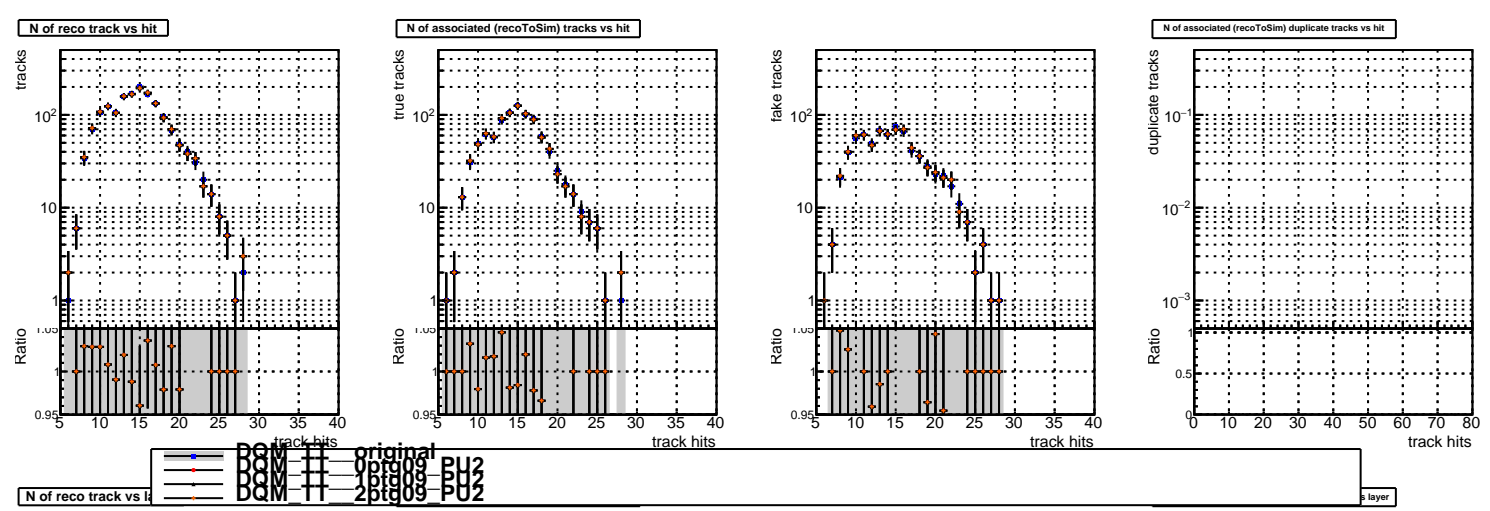 N of reco track vs hit
N of associated (recoToSim) tracks vs hit
N of associated (recoToSim) duplicate tracks vs hit
tracks
10²
10
1
Ratio
1.05
1
0.95
5 10 15 20 25 30 35 40
track hits
true tracks
10²
10
1
Ratio
1.05
1
0.95
5 10 15 20 25 30 35 40
track hits
fake tracks
10²
10
1
Ratio
1.05
1
0.95
5 10 15 20 25 30 35 40
track hits
duplicate tracks
10⁻¹
10⁻²
10⁻³
Ratio
1
0.5
0
0 10 20 30 40 50 60 70 80
track hits
DQM_TT__original
DQM_TT__0ptg09_PU2
DQM_TT__1ptg09_PU2
DQM_TT__2ptg09_PU2
N of reco track vs la
s layer